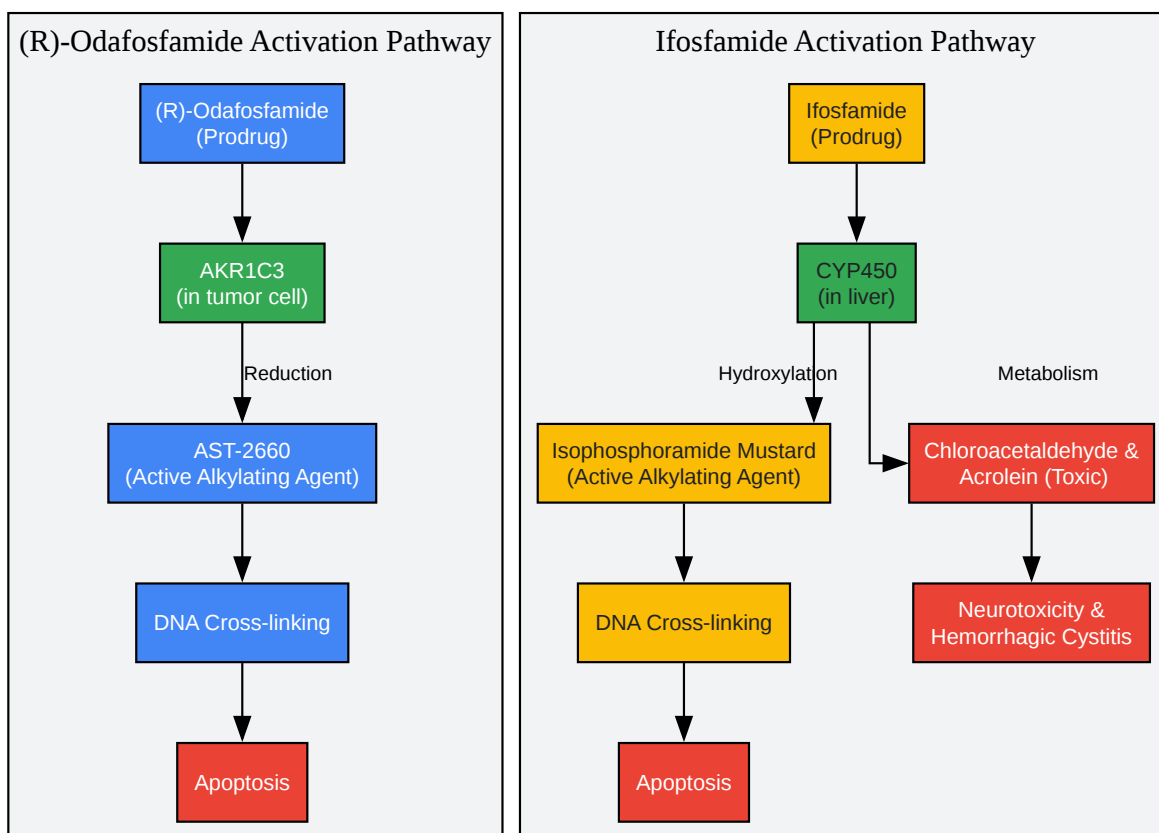 (R)-Odafosfamide Activation Pathway
(R)-Odafosfamide
(Prodrug)
AKR1C3
(in tumor cell)
Reduction
AST-2660
(Active Alkylating Agent)
DNA Cross-linking
Apoptosis
Ifosfamide Activation Pathway
Ifosfamide
(Prodrug)
CYP450
(in liver)
Hydroxylation
Metabolism
Isophosphoramide Mustard
(Active Alkylating Agent)
Chloroacetaldehyde &
Acrolein (Toxic)
DNA Cross-linking
Neurotoxicity &
Hemorrhagic Cystitis
Apoptosis